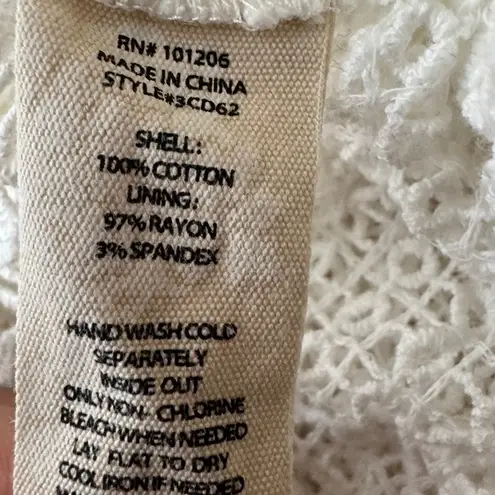 RN# 101206
MADE IN CHINA
STYLE#3CD62
SHELL:
100% COTTON
LINING:
97% RAYON
3% SPANDEX
HAND WASH COLD
SEPARATELY
INSIDE OUT
ONLY NON- CHLORINE
BLEACH WHEN NEEDED
LAY FLAT TO DRY
COOL IRON IF NEEDED